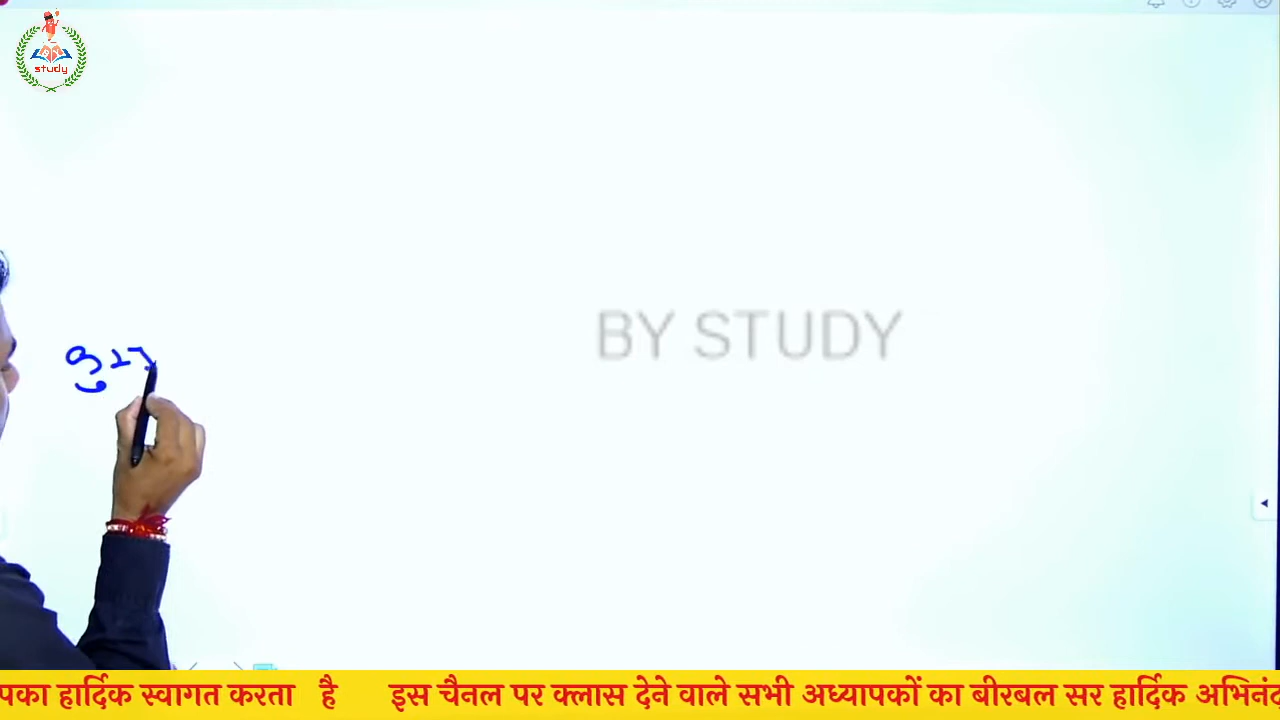 study
BY STUDY
पका हार्दिक स्वागत करता है इस चैनल पर क्लास देने वाले सभी अध्यापकों का बीरबल सर हार्दिक अभिनंद